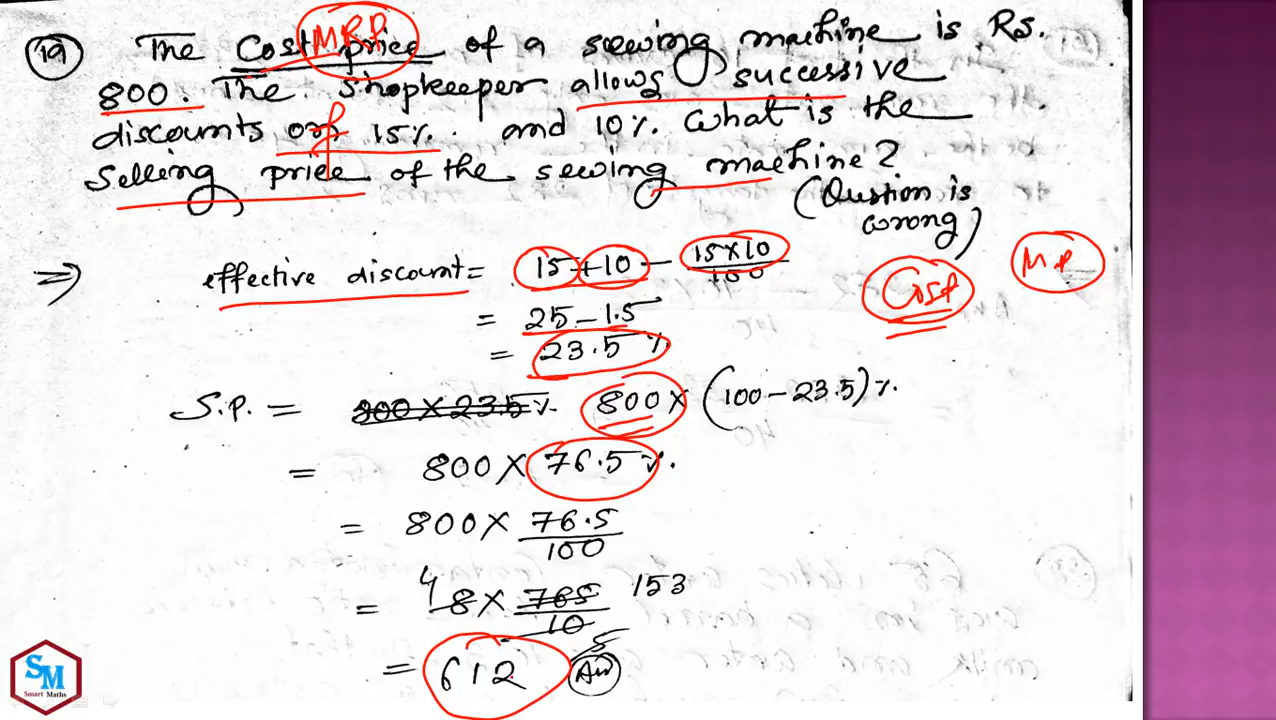 19 The Cost price of a sewing machine is Rs.
MRP
800. The shopkeeper allows successive
discounts of 15%. and 10%. What is the
Selling price of the sewing machine?
(Qustion is
wrong)
⇒ effective discount = 15 + 10 - 15×10/100
M.P
= 25 - 1.5
= 23.5 %
S.P. = 800 × 23.5%. 800 × (100 - 23.5) %.
= 800 × 76.5 %.
= 800 × 76.5/100
= 4 8 × 765/10 153
5
= 612 Ans
SM
Smart Maths